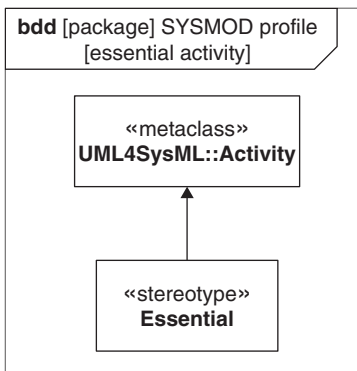 bdd [package] SYSMOD profile
[essential activity]
«metaclass»
UML4SysML::Activity
«stereotype»
Essential